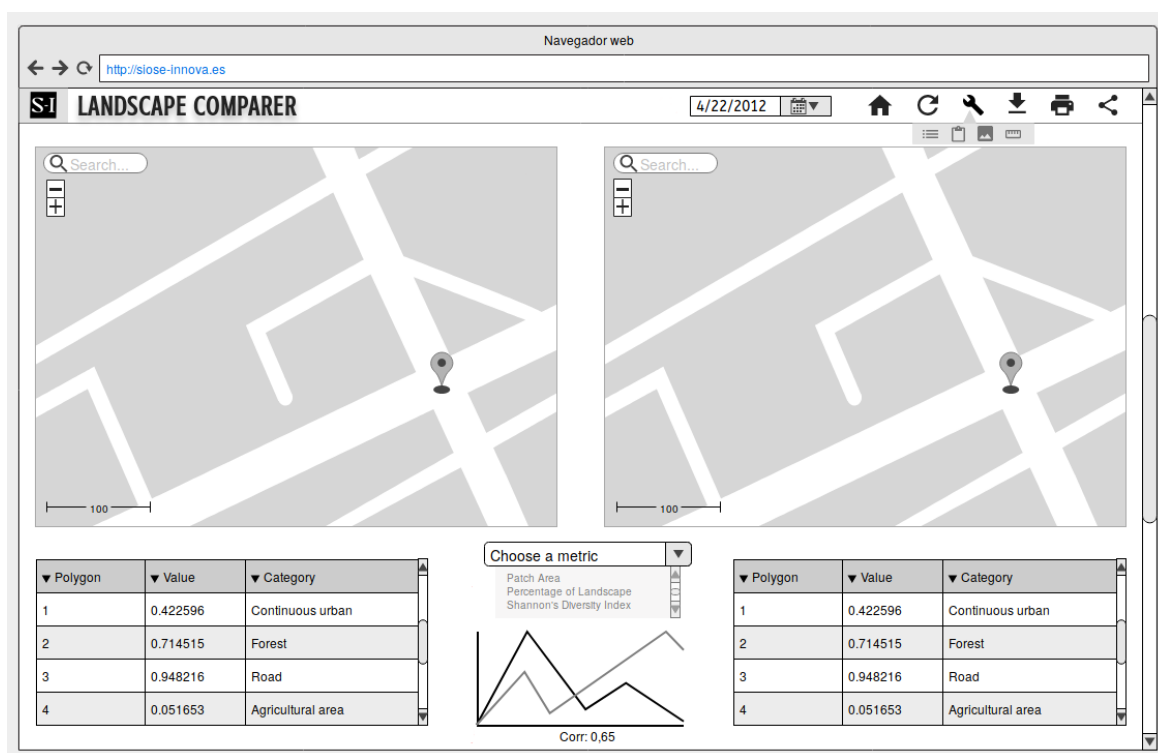 Navegador web
http://siose-innova.es
S·I LANDSCAPE COMPARER 4/22/2012
Search... Search...
100 100
Choose a metric
Patch Area
Percentage of Landscape
Shannon's Diversity Index
▼ Polygon ▼ Value ▼ Category
1 0.422596 Continuous urban
2 0.714515 Forest
3 0.948216 Road
4 0.051653 Agricultural area
Corr: 0,65
▼ Polygon ▼ Value ▼ Category
1 0.422596 Continuous urban
2 0.714515 Forest
3 0.948216 Road
4 0.051653 Agricultural area